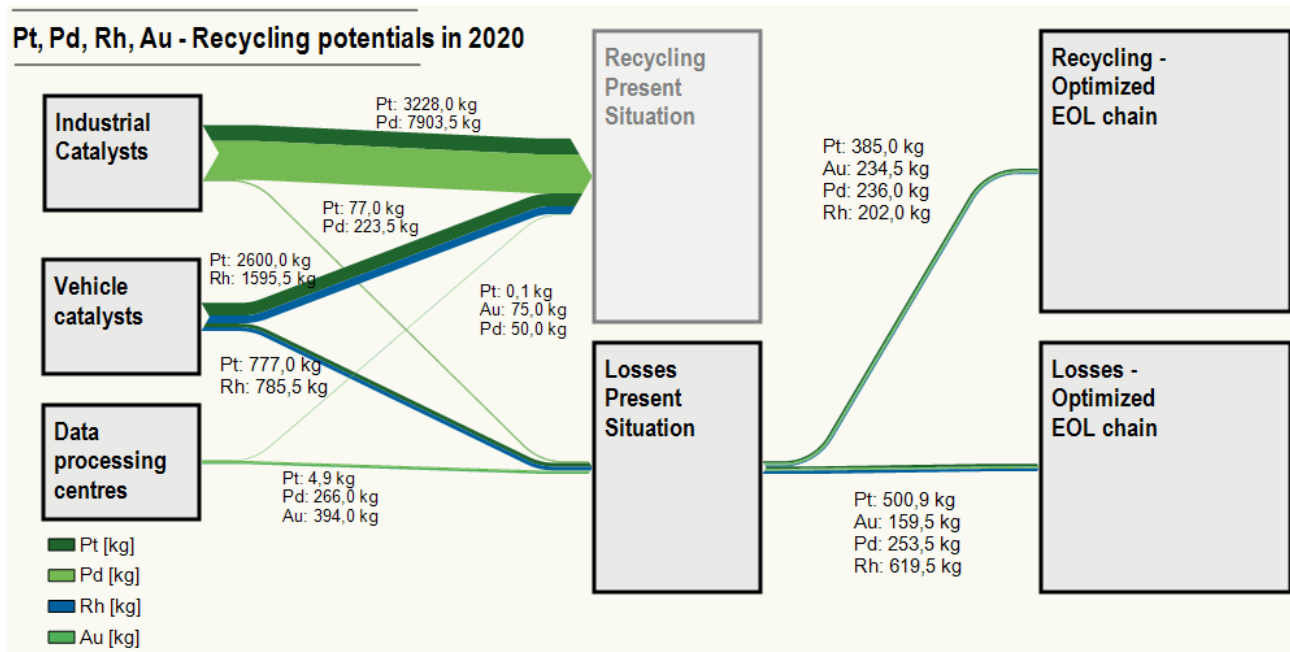 Pt, Pd, Rh, Au - Recycling potentials in 2020
Industrial
Catalysts
Vehicle
catalysts
Data
processing
centres
Pt: 3228,0 kg
Pd: 7903,5 kg
Pt: 77,0 kg
Pd: 223,5 kg
Pt: 2600,0 kg
Rh: 1595,5 kg
Pt: 0,1 kg
Au: 75,0 kg
Pd: 50,0 kg
Pt: 777,0 kg
Rh: 785,5 kg
Pt: 4,9 kg
Pd: 266,0 kg
Au: 394,0 kg
Recycling
Present
Situation
Losses
Present
Situation
Pt: 385,0 kg
Au: 234,5 kg
Pd: 236,0 kg
Rh: 202,0 kg
Pt: 500,9 kg
Au: 159,5 kg
Pd: 253,5 kg
Rh: 619,5 kg
Recycling -
Optimized
EOL chain
Losses -
Optimized
EOL chain
Pt [kg]
Pd [kg]
Rh [kg]
Au [kg]